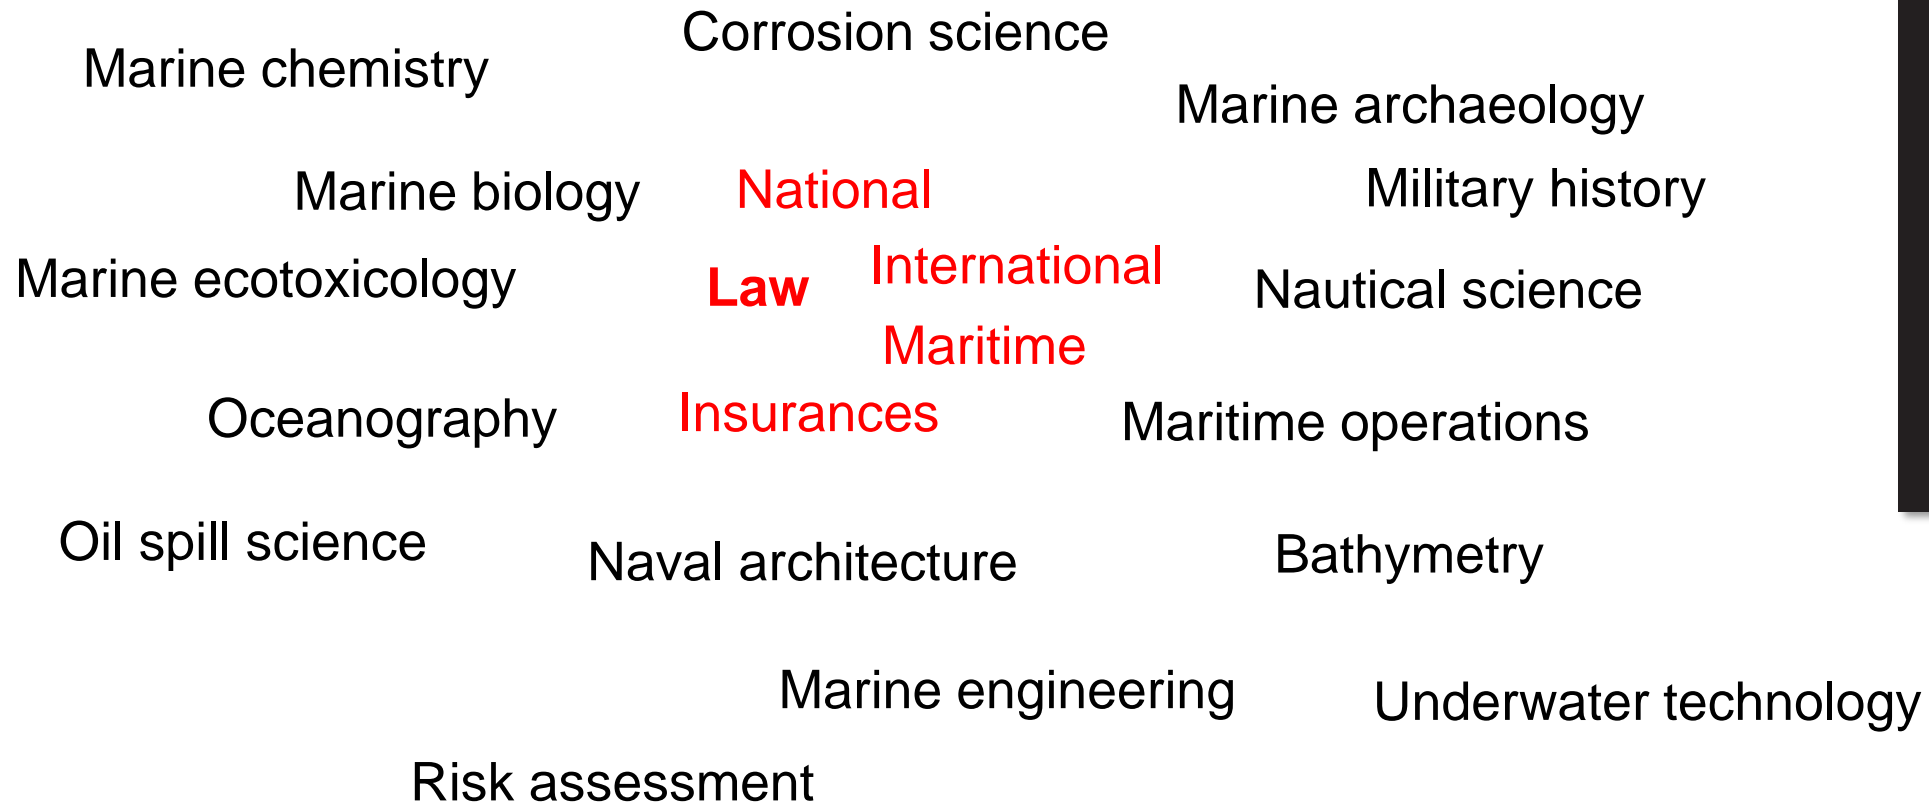 Corrosion science
Marine chemistry
Marine archaeology
Marine biology
National
Military history
Marine ecotoxicology
Law
International
Nautical science
Maritime
Oceanography
Insurances
Maritime operations
Oil spill science
Naval architecture
Bathymetry
Marine engineering
Underwater technology
Risk assessment